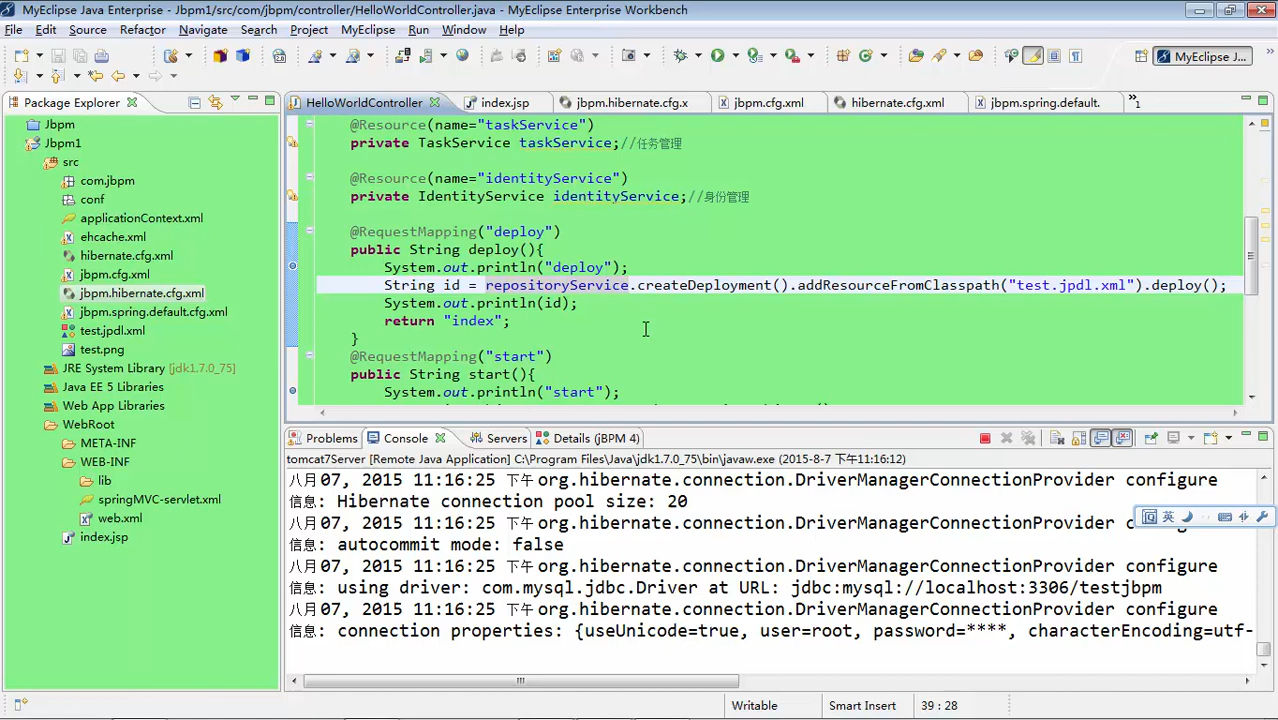 MyEclipse Java Enterprise - Jbpm1/src/com/jbpm/controller/HelloWorldController.java - MyEclipse Enterprise Workbench
File Edit Source Refactor Navigate Search Project MyEclipse Run Window Help
MyEclipse J...
Package Explorer
HelloWorldController index.jsp jbpm.hibernate.cfg.x jbpm.cfg.xml hibernate.cfg.xml jbpm.spring.default. »1
Jbpm
Jbpm1
src
com.jbpm
conf
applicationContext.xml
ehcache.xml
hibernate.cfg.xml
jbpm.cfg.xml
jbpm.hibernate.cfg.xml
jbpm.spring.default.cfg.xml
test.jpdl.xml
test.png
JRE System Library [jdk1.7.0_75]
Java EE 5 Libraries
Web App Libraries
WebRoot
META-INF
WEB-INF
lib
springMVC-servlet.xml
web.xml
index.jsp
@Resource(name="taskService")
private TaskService taskService;//任务管理
@Resource(name="identityService")
private IdentityService identityService;//身份管理
@RequestMapping("deploy")
public String deploy(){
System.out.println("deploy");
String id = repositoryService.createDeployment().addResourceFromClasspath("test.jpdl.xml").deploy();
System.out.println(id);
return "index";
}
@RequestMapping("start")
public String start(){
System.out.println("start");
Problems Console Servers Details (jBPM 4)
tomcat7Server [Remote Java Application] C:\Program Files\Java\jdk1.7.0_75\bin\javaw.exe (2015-8-7 下午11:16:12)
八月07, 2015 11:16:25 下午 org.hibernate.connection.DriverManagerConnectionProvider configure
信息: Hibernate connection pool size: 20
八月07, 2015 11:16:25 下午 org.hibernate.connection.DriverManagerConnectionProvider
信息: autocommit mode: false
八月07, 2015 11:16:25 下午 org.hibernate.connection.DriverManagerConnectionProvider configure
信息: using driver: com.mysql.jdbc.Driver at URL: jdbc:mysql://localhost:3306/testjbpm
八月07, 2015 11:16:25 下午 org.hibernate.connection.DriverManagerConnectionProvider configure
信息: connection properties: {useUnicode=true, user=root, password=****, characterEncoding=utf-
英
Writable Smart Insert 39 : 28